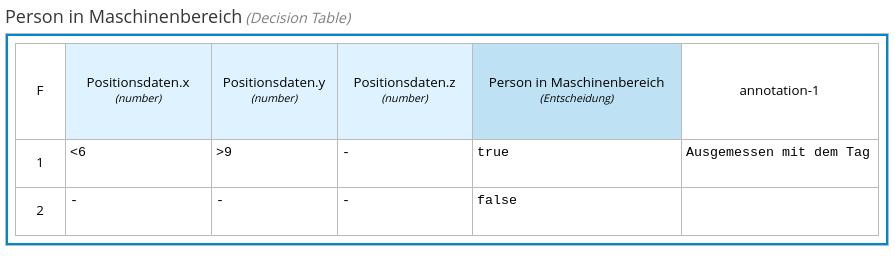 Person in Maschinenbereich (Decision Table)
F Positionsdaten.x (number) Positionsdaten.y (number) Positionsdaten.z (number) Person in Maschinenbereich (Entscheidung) annotation-1
1 <6 >9 - true Ausgemessen mit dem Tag
2 - - - false